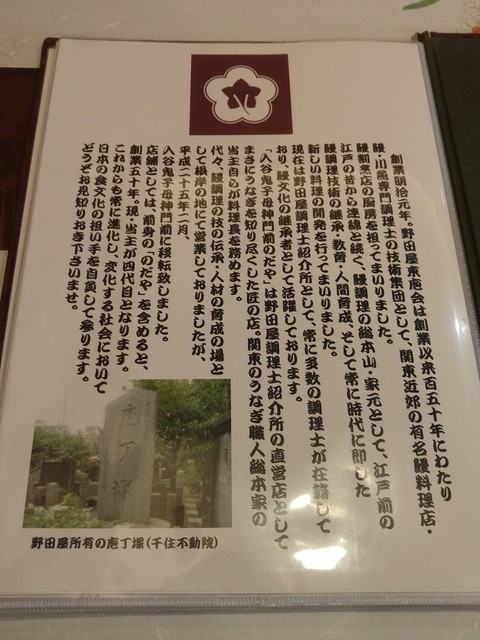 創業明治元年。野田屋東庖会は創業以来百五十年にわたり
鰻・川魚専門調理士の技術集団として、関東近郊の有名鰻料理店・
鰻割烹店の厨房を担ってまいりました。
江戸の昔から連綿と続く、鰻調理の総本山・家元として、江戸前の
鰻調理技術の継承・教育・人間育成、そして常に時代に即した
新しい料理の開発を行ってまいりました。
現在は野田屋調理士紹介所として、常に多数の調理士が在籍して
おり、鰻文化の継承者として活躍しております。
「入谷鬼子母神門前のだや」は野田屋調理士紹介所の直営店として
まさにうなぎを知り尽くした匠の店。関東のうなぎ職人総本家の
当主自らが料理長を務めます。
代々、鰻調理の技の伝承・人材の育成の場と
して根岸の地にて営業しておりましたが、
平成二十五年二月、
入谷鬼子母神門前に移転致しました。
店舗としては、前身の「のだや」を含めると、
創業五十年。現・当主が四代目となります。
これからも常に進化し、変化する社会において
日本の食文化の担い手を自負して参ります。
どうぞお見知りおき下さいませ。
庖丁塚
野田屋所有の庖丁塚(千住不動院)